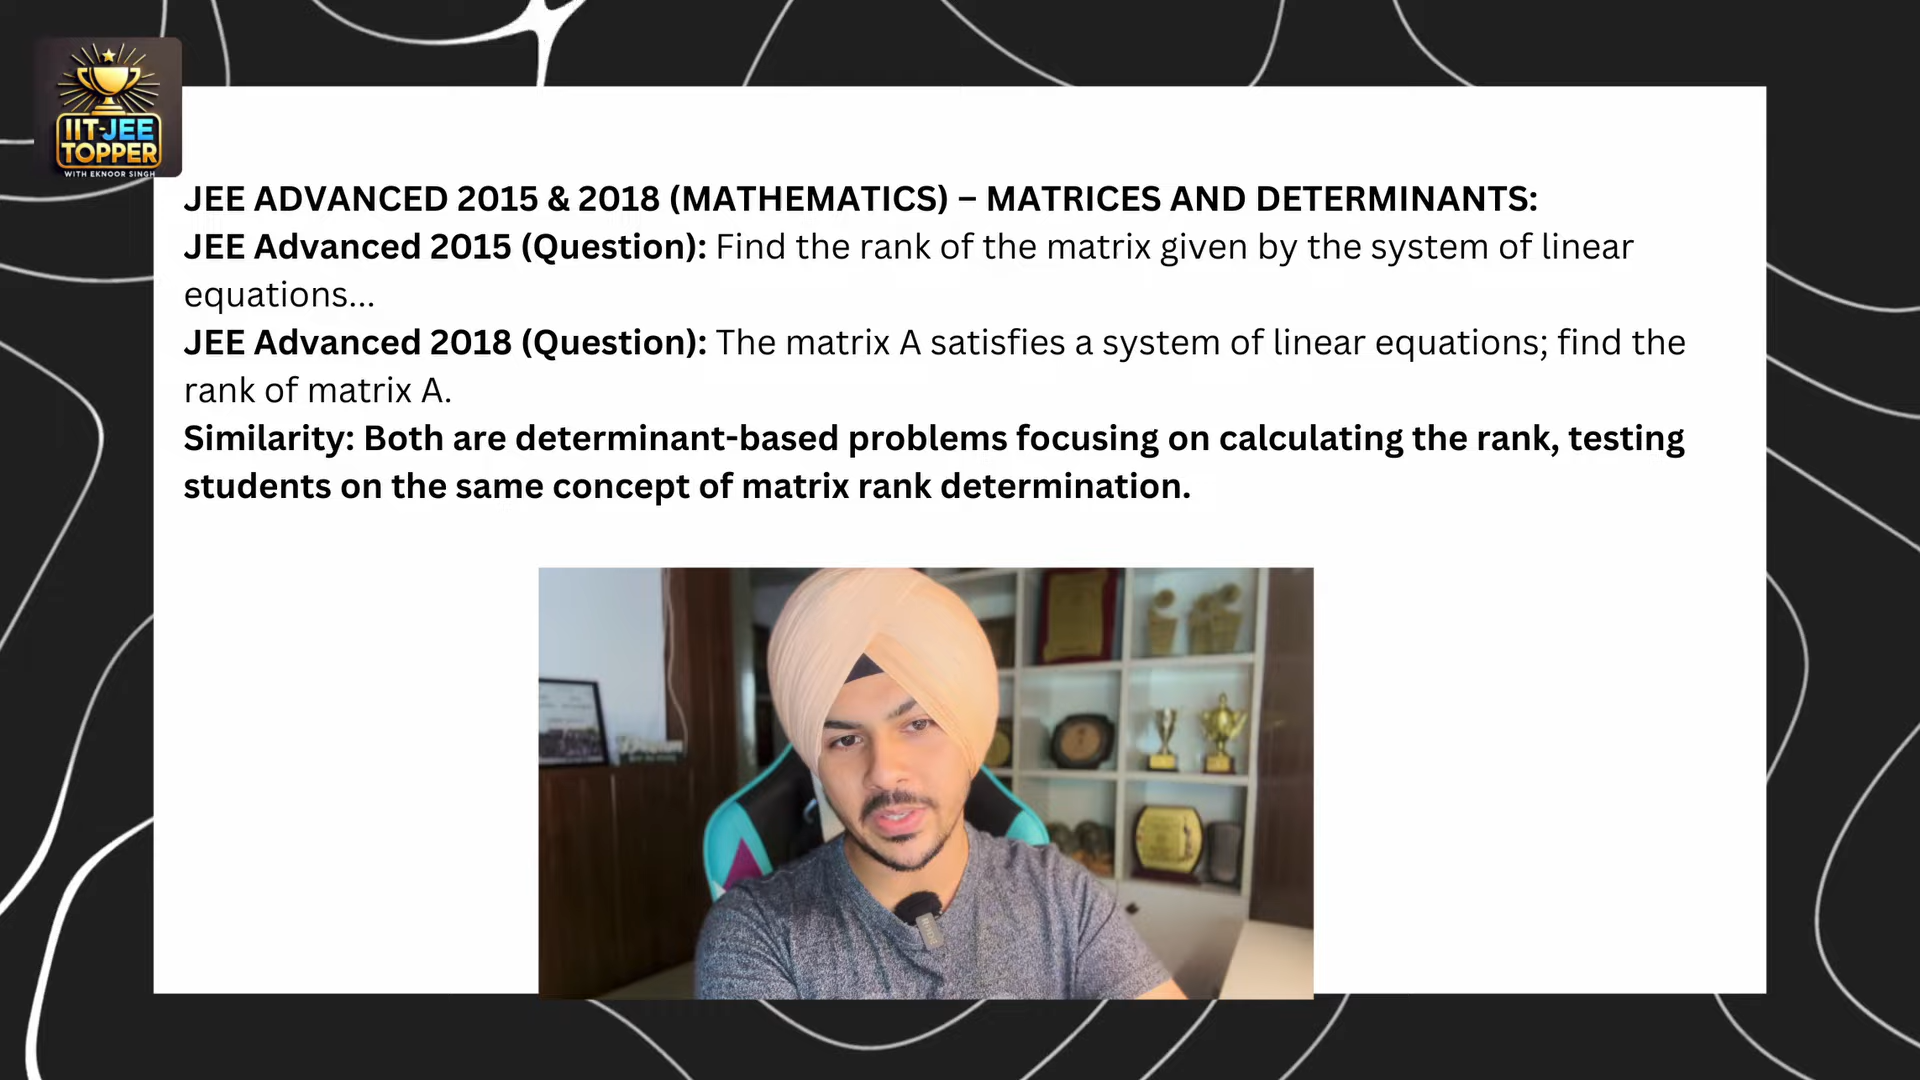 IIT-JEE
TOPPER
WITH EKNOOR SINGH
JEE ADVANCED 2015 & 2018 (MATHEMATICS) – MATRICES AND DETERMINANTS:
JEE Advanced 2015 (Question): Find the rank of the matrix given by the system of linear
equations...
JEE Advanced 2018 (Question): The matrix A satisfies a system of linear equations; find the
rank of matrix A.
Similarity: Both are determinant-based problems focusing on calculating the rank, testing
students on the same concept of matrix rank determination.